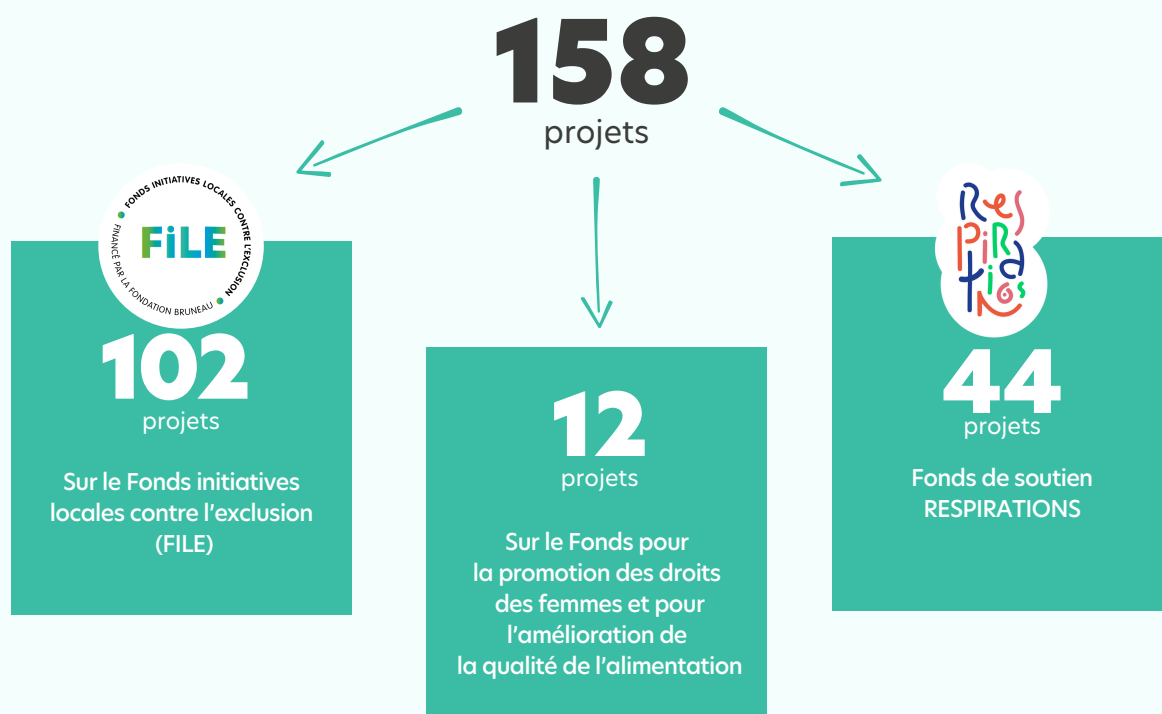 158
projets
FONDS INITIATIVES LOCALES CONTRE L'EXCLUSION
FiLE
FINANCÉ PAR LA FONDATION BRUNEAU
102
projets
Sur le Fonds initiatives
locales contre l'exclusion
(FILE)
12
projets
Sur le Fonds pour
la promotion des droits
des femmes et pour
l'amélioration de
la qualité de l'alimentation
Res
PiRa
tio
Ns
44
projets
Fonds de soutien
RESPIRATIONS